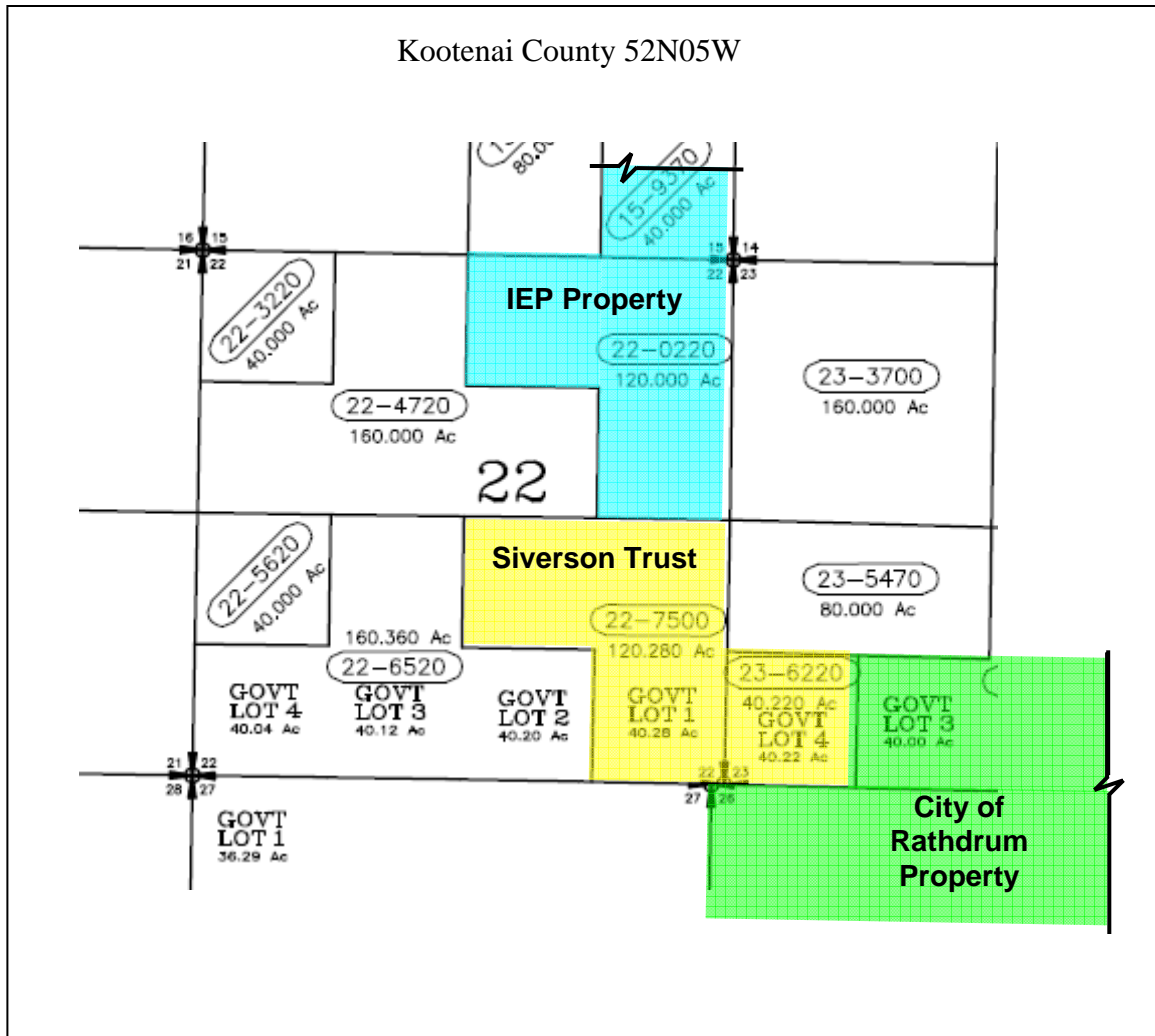 Kootenai County 52N05W
80.00
15-9370
40.000 Ac
16 15
21 22
15 14
22 23
22-3220
40.000 Ac
IEP Property
22-0220
120.000 Ac
23-3700
160.000 Ac
22-4720
160.000 Ac
22
22-5620
40.000 Ac
Siverson Trust
23-5470
80.000 Ac
22-7500
120.280 Ac
160.360 Ac
22-6520
23-6220
40.220 Ac
GOVT
LOT 4
40.04 Ac
GOVT
LOT 3
40.12 Ac
GOVT
LOT 2
40.20 Ac
GOVT
LOT 1
40.28 Ac
GOVT
LOT 4
40.22 Ac
GOVT
LOT 3
40.00 Ac
21 22
28 27
22 23
27 26
GOVT
LOT 1
36.29 Ac
City of
Rathdrum
Property